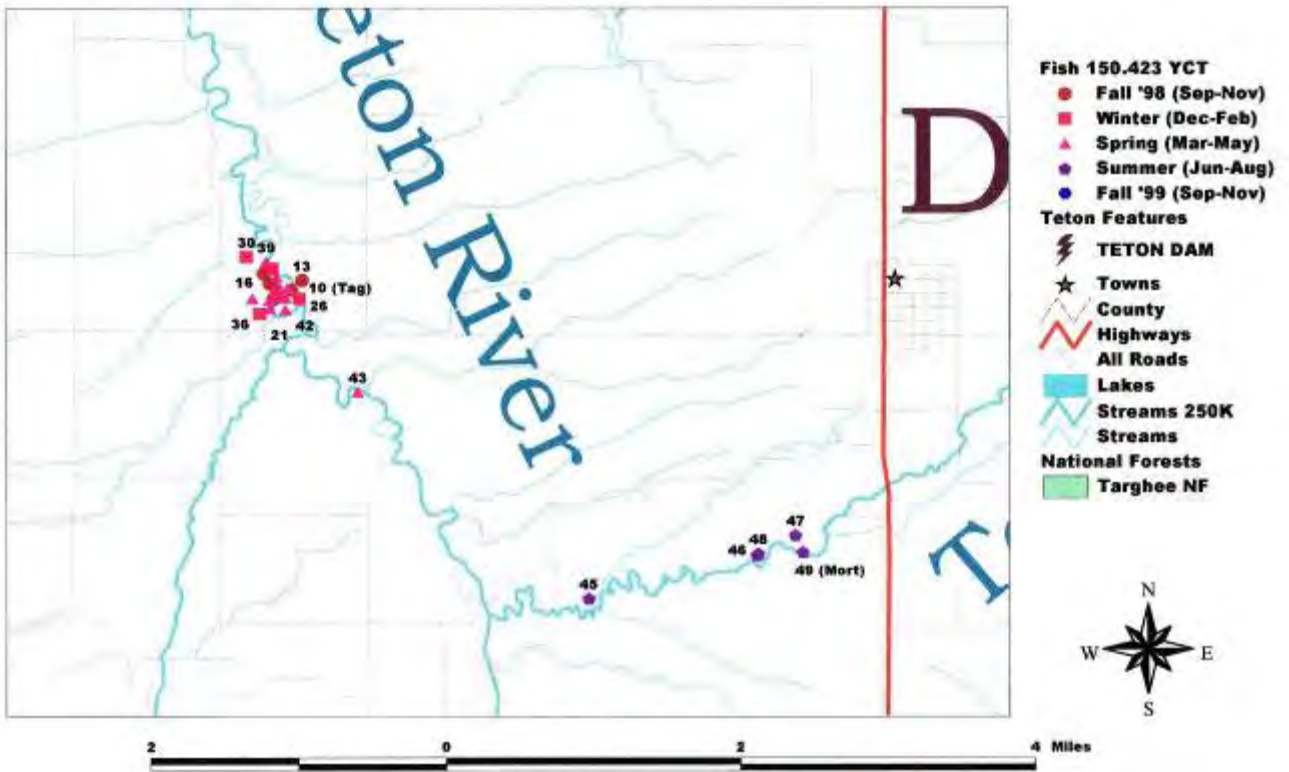 eton River
D
Te
30
39
13
16
10 (Tag)
26
36
42
21
43
47
48
46
49 (Mort)
45
Fish 150.423 YCT
Fall '98 (Sep-Nov)
Winter (Dec-Feb)
Spring (Mar-May)
Summer (Jun-Aug)
Fall '99 (Sep-Nov)
Teton Features
TETON DAM
Towns
County
Highways
All Roads
Lakes
Streams 250K
Streams
National Forests
Targhee NF
N
W E
S
2 0 2 4 Miles